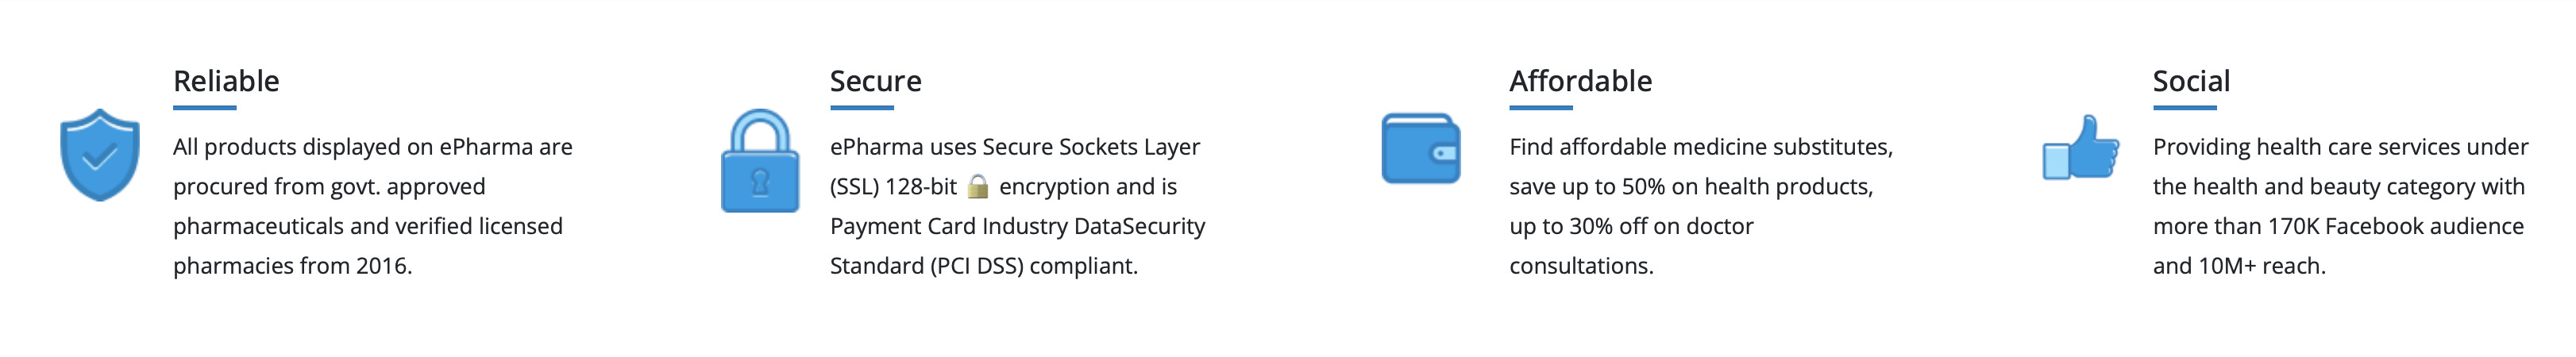 Reliable
All products displayed on ePharma are
procured from govt. approved
pharmaceuticals and verified licensed
pharmacies from 2016.
Secure
ePharma uses Secure Sockets Layer
(SSL) 128-bit 🔒 encryption and is
Payment Card Industry DataSecurity
Standard (PCI DSS) compliant.
Affordable
Find affordable medicine substitutes,
save up to 50% on health products,
up to 30% off on doctor
consultations.
Social
Providing health care services under
the health and beauty category with
more than 170K Facebook audience
and 10M+ reach.